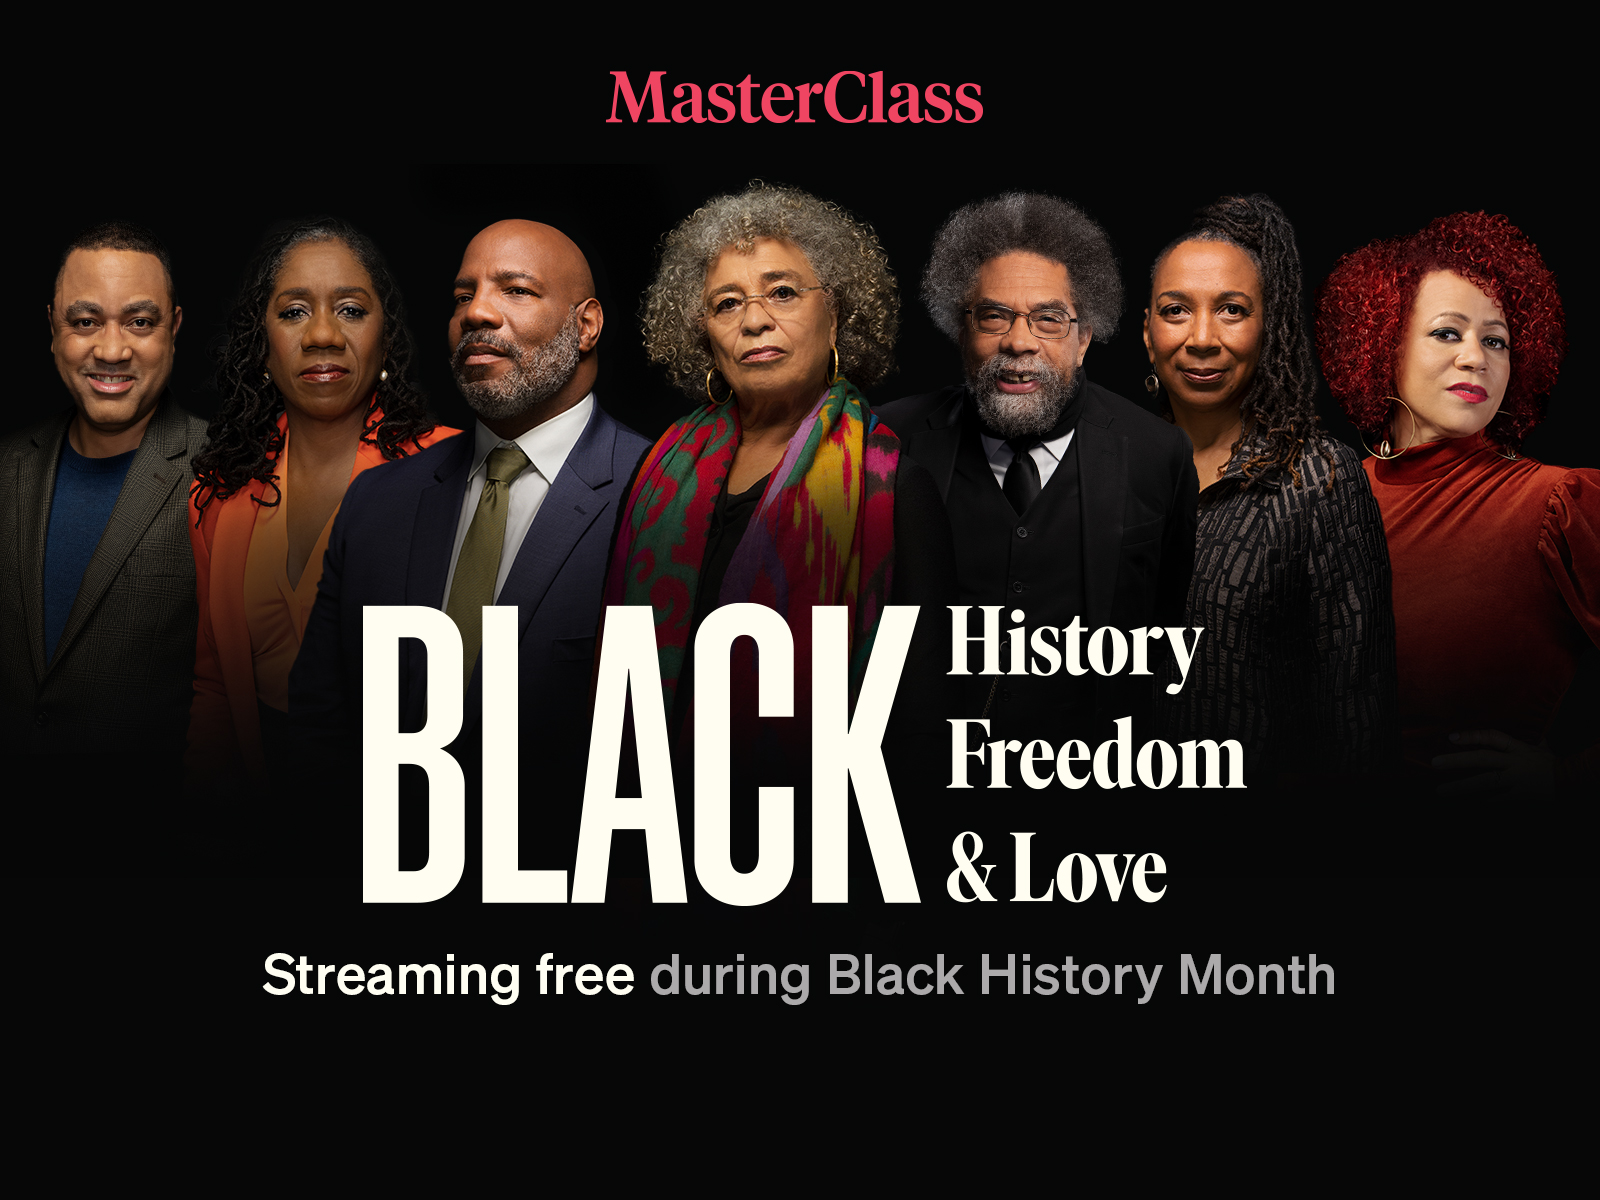 MasterClass
BLACK
History
Freedom
& Love
Streaming free during Black History Month